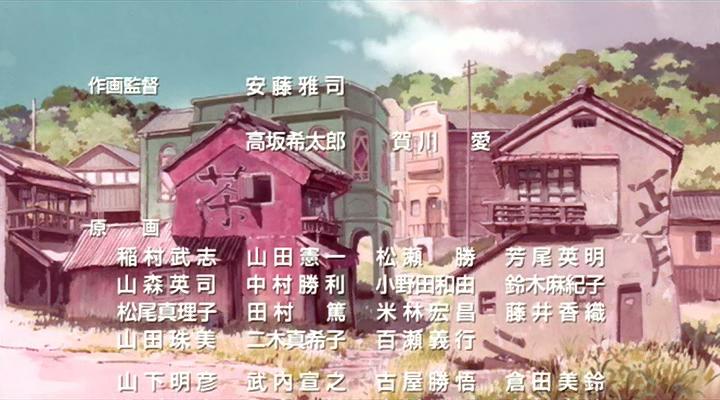 作画監督 安藤雅司
高坂希太郎 賀川 愛
茶
原 画
稲村武志 山田憲一 松瀬 勝 芳尾英明
山森英司 中村勝利 小野田和由 鈴木麻紀子
松尾真理子 田村 篤 米林宏昌 藤井香織
山田珠美 二木真希子 百瀬義行
山下明彦 武内宣之 古屋勝悟 倉田美鈴